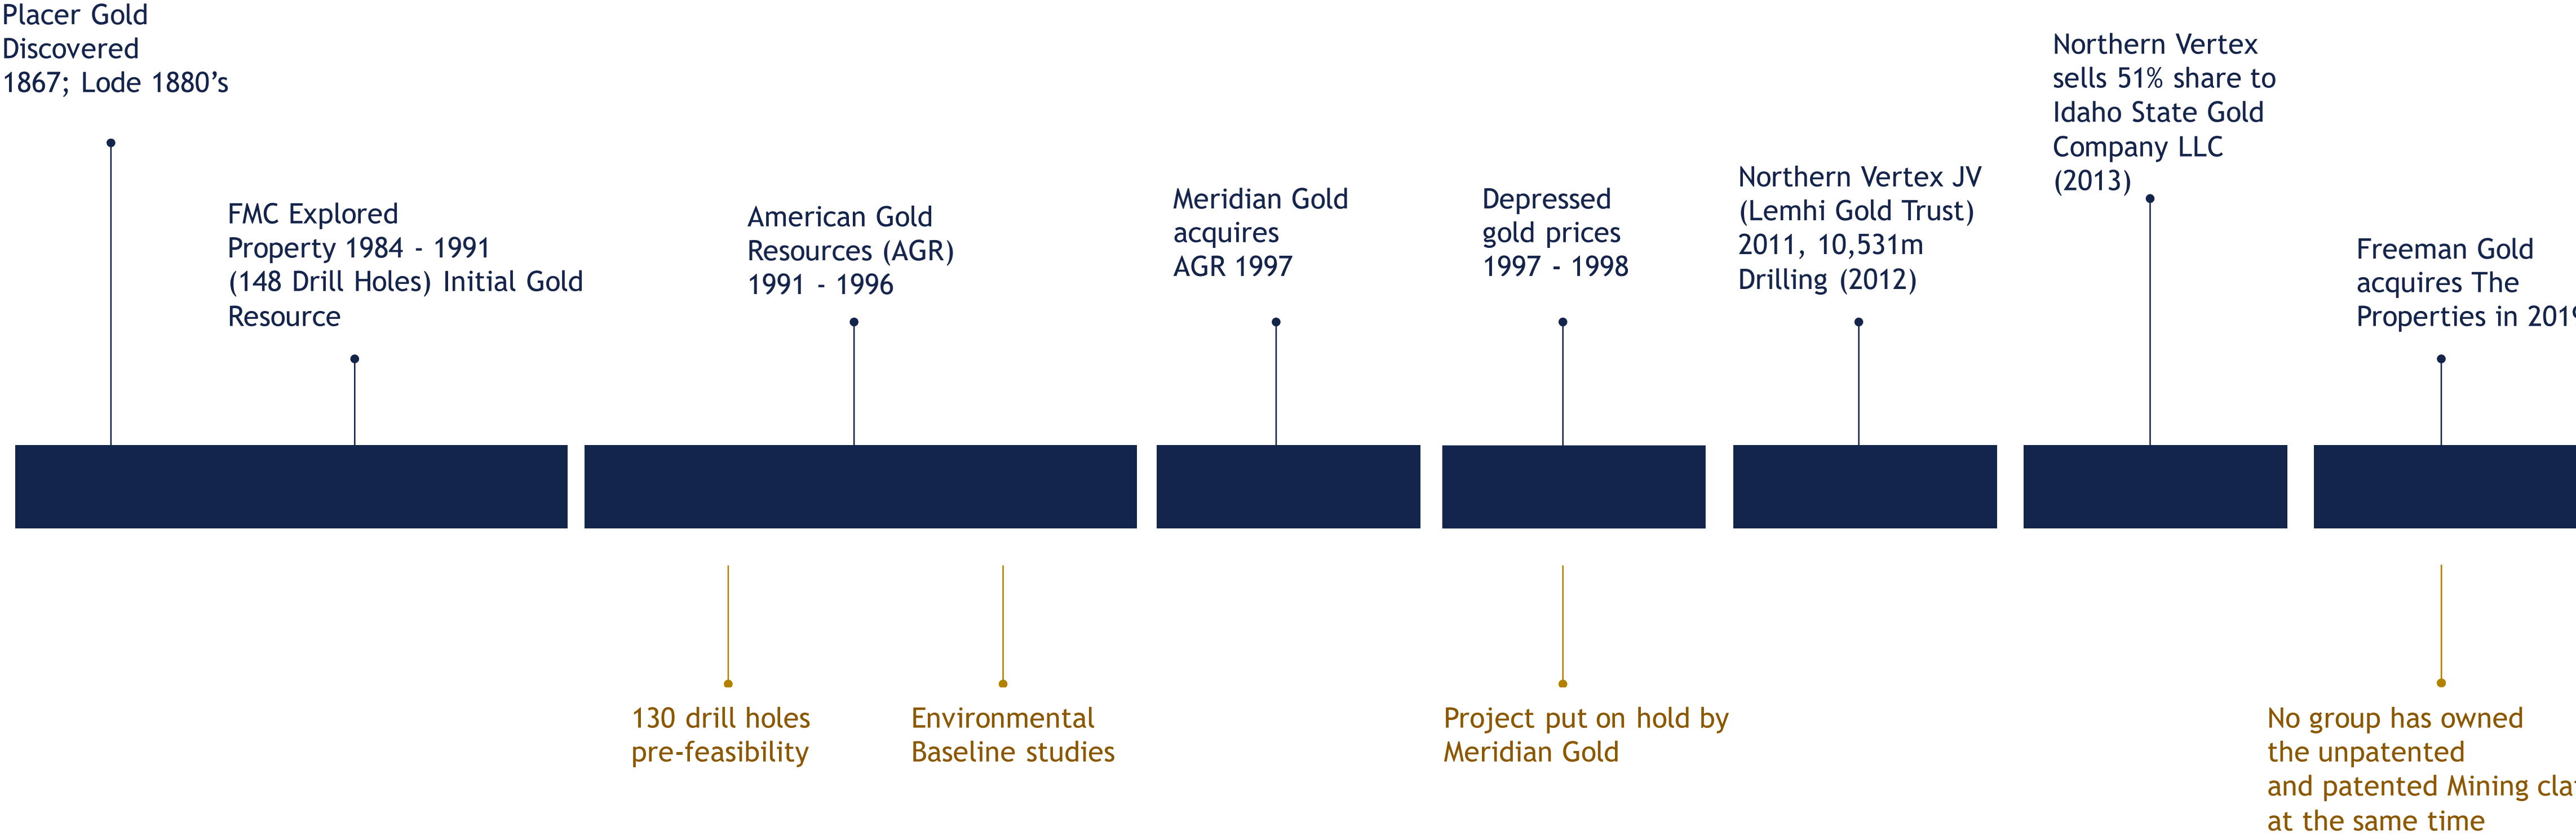 Placer Gold
Discovered
1867; Lode 1880’s
FMC Explored
Property 1984 - 1991
(148 Drill Holes) Initial Gold
Resource
American Gold
Resources (AGR)
1991 - 1996
Meridian Gold
acquires
AGR 1997
Depressed
gold prices
1997 - 1998
Northern Vertex JV
(Lemhi Gold Trust)
2011, 10,531m
Drilling (2012)
Northern Vertex
sells 51% share to
Idaho State Gold
Company LLC
(2013)
Freeman Gold
acquires The
Properties in
130 drill holes
pre-feasibility
Environmental
Baseline studies
Project put on hold by
Meridian Gold
No group has owned
the unpatented
and patented Mining
at the same time